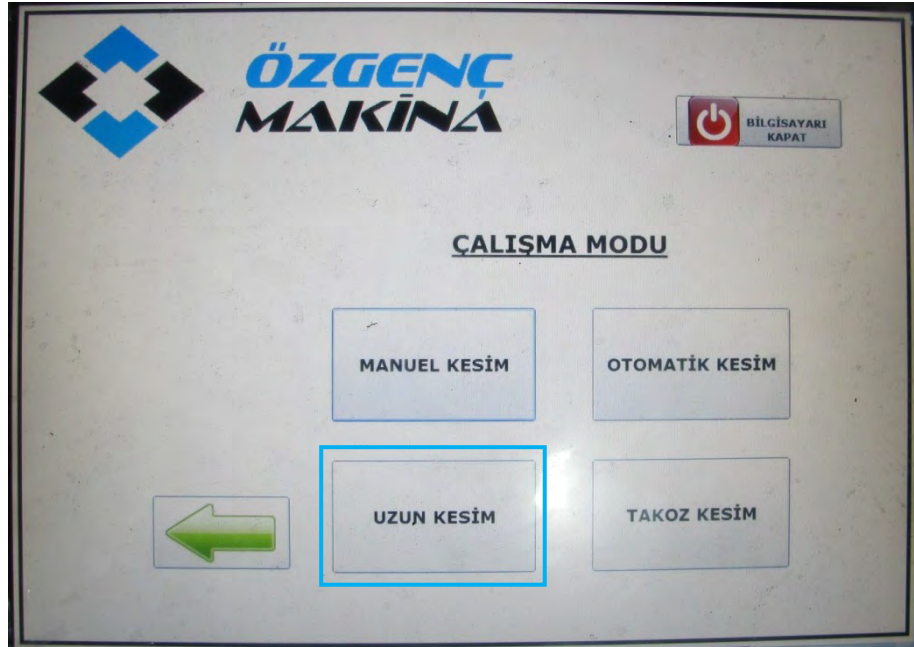 ÖZGENÇ
MAKİNA
BİLGİSAYARI
KAPAT
ÇALIŞMA MODU
MANUEL KESİM
OTOMATİK KESİM
UZUN KESİM
TAKOZ KESİM